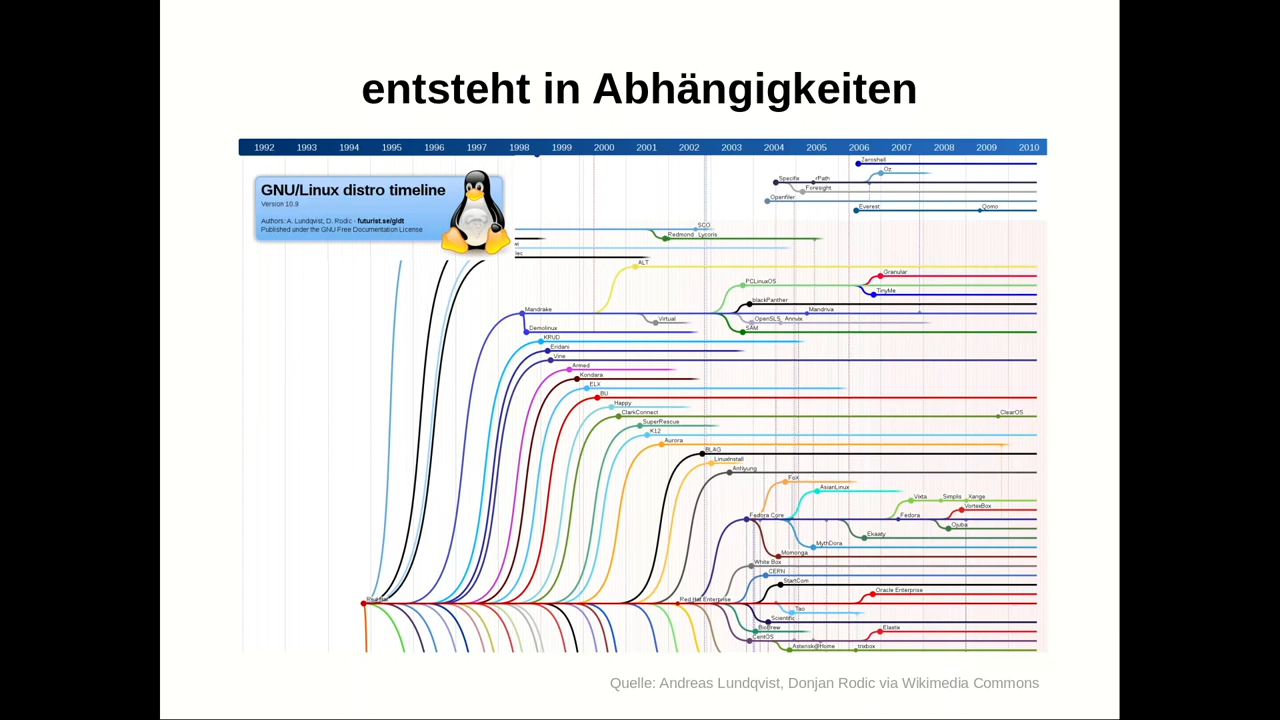 entsteht in Abhängigkeiten
1992 1993 1994 1995 1996 1997 1998 1999 2000 2001 2002 2003 2004 2005 2006 2007 2008 2009 2010
GNU/Linux distro timeline
Version 10.9
Authors: A. Lundqvist, D. Rodic - futurist.se/gldt
Published under the GNU Free Documentation License
Zeroshell
Oz
Specifix rPath
Foresight
Openfiler
Everest Qomo
SCO
Redmond Lycoris
ALT
Granular
PCLinuxOS
TinyMe
blackPanther
Mandrake Mandriva
Virtual OpenSLS Annvix
Demolinux SAM
KRUD
Eridani
Vine
Armed
Kondara
ELX
BU
Happy
ClarkConnect ClearOS
SuperRescue
K12
Aurora
BLAG
LinuxInstall
AnNyung
FoX
AsianLinux
Vixta Simplis Xange
VortexBox
Fedora Core Fedora
Ojuba
Ekaaty
MythDora
Momonga
White Box
CERN
StartCom
Oracle Enterprise
Red Hat Red Hat Enterprise
Tao
Scientific
BioBrew Elastix
CentOS
Asterisk@Home trixbox
Quelle: Andreas Lundqvist, Donjan Rodic via Wikimedia Commons